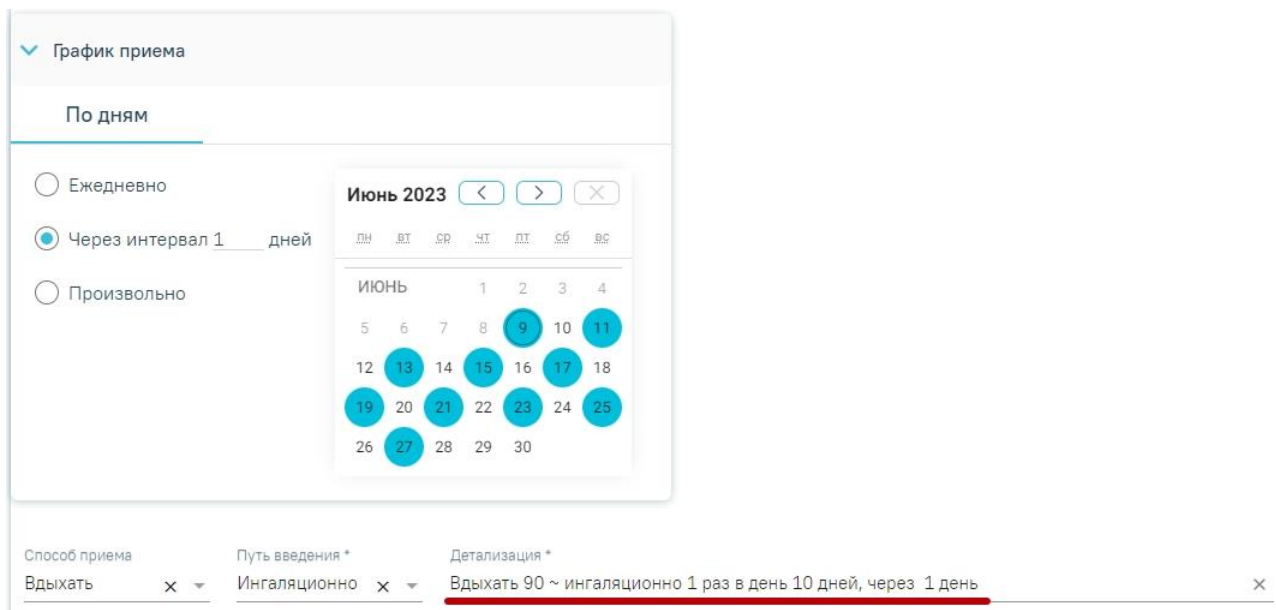 График приема
По дням
Ежедневно
Через интервал 1 дней
Произвольно
Июнь 2023
пн вт ср чт пт сб вс
ИЮНЬ 1 2 3 4
5 6 7 8 9 10 11
12 13 14 15 16 17 18
19 20 21 22 23 24 25
26 27 28 29 30
Способ приема Путь введения * Детализация *
Вдыхать Ингаляционно Вдыхать 90 ~ ингаляционно 1 раз в день 10 дней, через 1 день